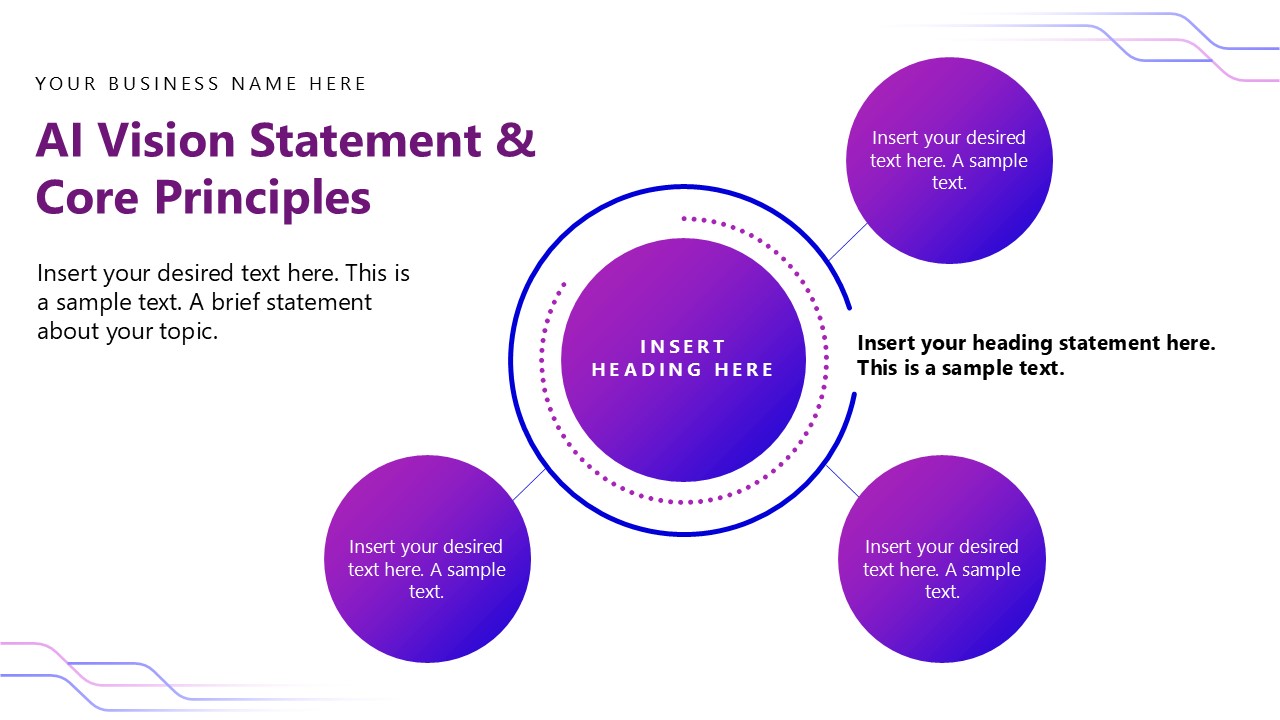 YOUR BUSINESS NAME HERE
AI Vision Statement &
Core Principles
Insert your desired text here. This is
a sample text. A brief statement
about your topic.
Insert your desired
text here. A sample
text.
INSERT
HEADING HERE
Insert your heading statement here.
This is a sample text.
Insert your desired
text here. A sample
text.
Insert your desired
text here. A sample
text.